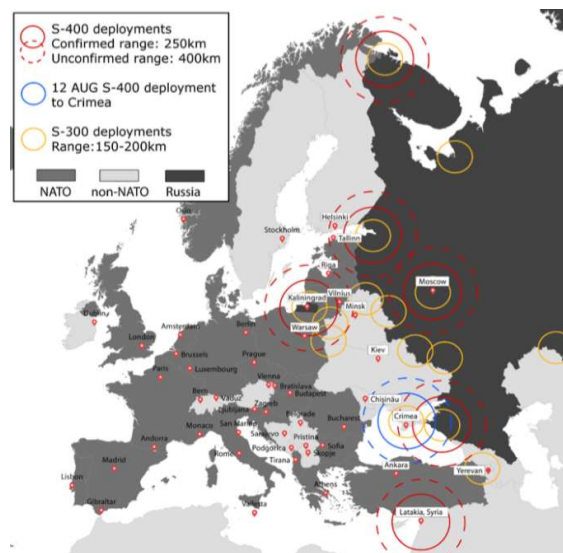 S-400 deployments
Confirmed range: 250km
Unconfirmed range: 400km
12 AUG S-400 deployment
to Crimea
S-300 deployments
Range:150-200km
NATO
non-NATO
Russia
Oslo
Stockholm
Helsinki
Tallinn
Riga
Moscow
Dublin
Kaliningrad
Vilnius
Minsk
London
Amsterdam
Berlin
Warsaw
Brussels
Kiev
Paris
Luxembourg
Prague
Vienna
Bratislava
Budapest
Chișinău
Bern
Vaduz
Ljubljana
Zagreb
Crimea
Belgrade
Bucharest
Monaco
San Marino
Sarajevo
Andorra
Pristina
Sofia
Podgorica
Skopje
Madrid
Rome
Tirana
Yerevan
Ankara
Lisbon
Athens
Gibraltar
Valletta
Latakia, Syria